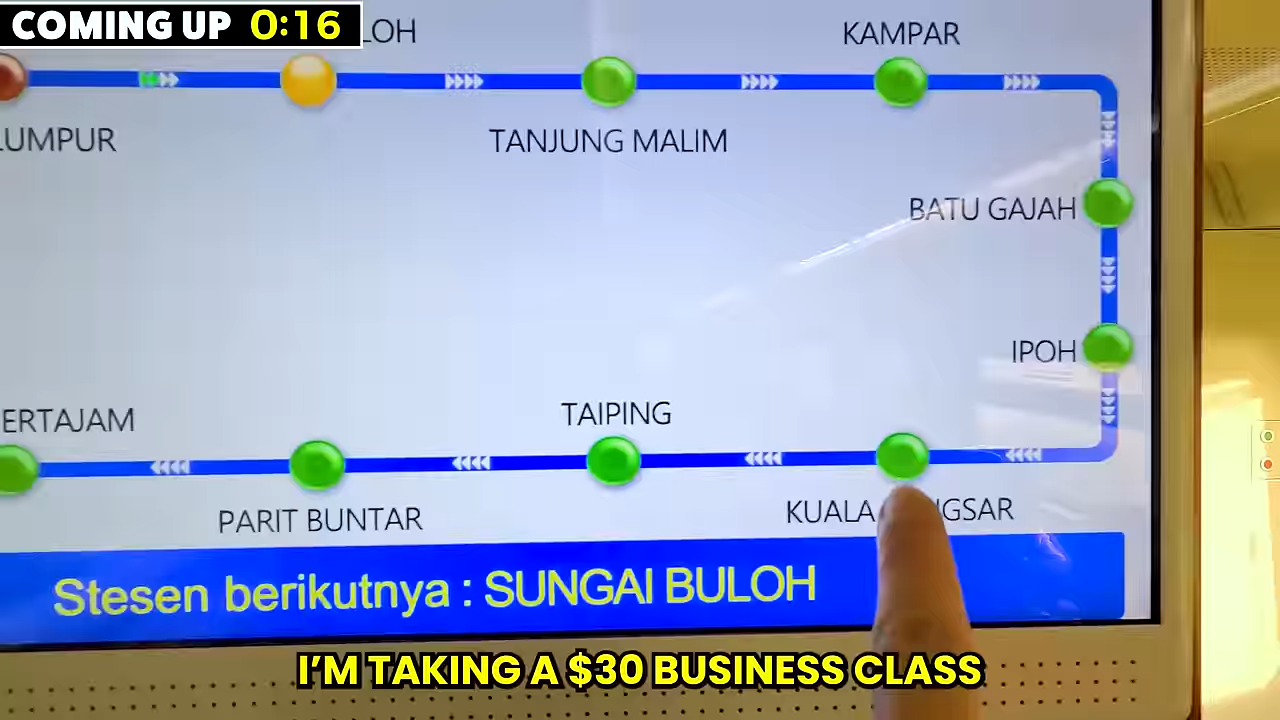 COMING UP 0:16
LOH
KAMPAR
LUMPUR
TANJUNG MALIM
BATU GAJAH
IPOH
ERTAJAM
TAIPING
PARIT BUNTAR
KUALA GSAR
Stesen berikutnya : SUNGAI BULOH
I'M TAKING A $30 BUSINESS CLASS